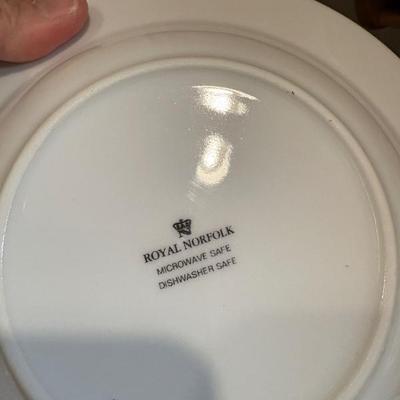 ROYAL NORFOLK
MICROWAVE SAFE
DISHWASHER SAFE